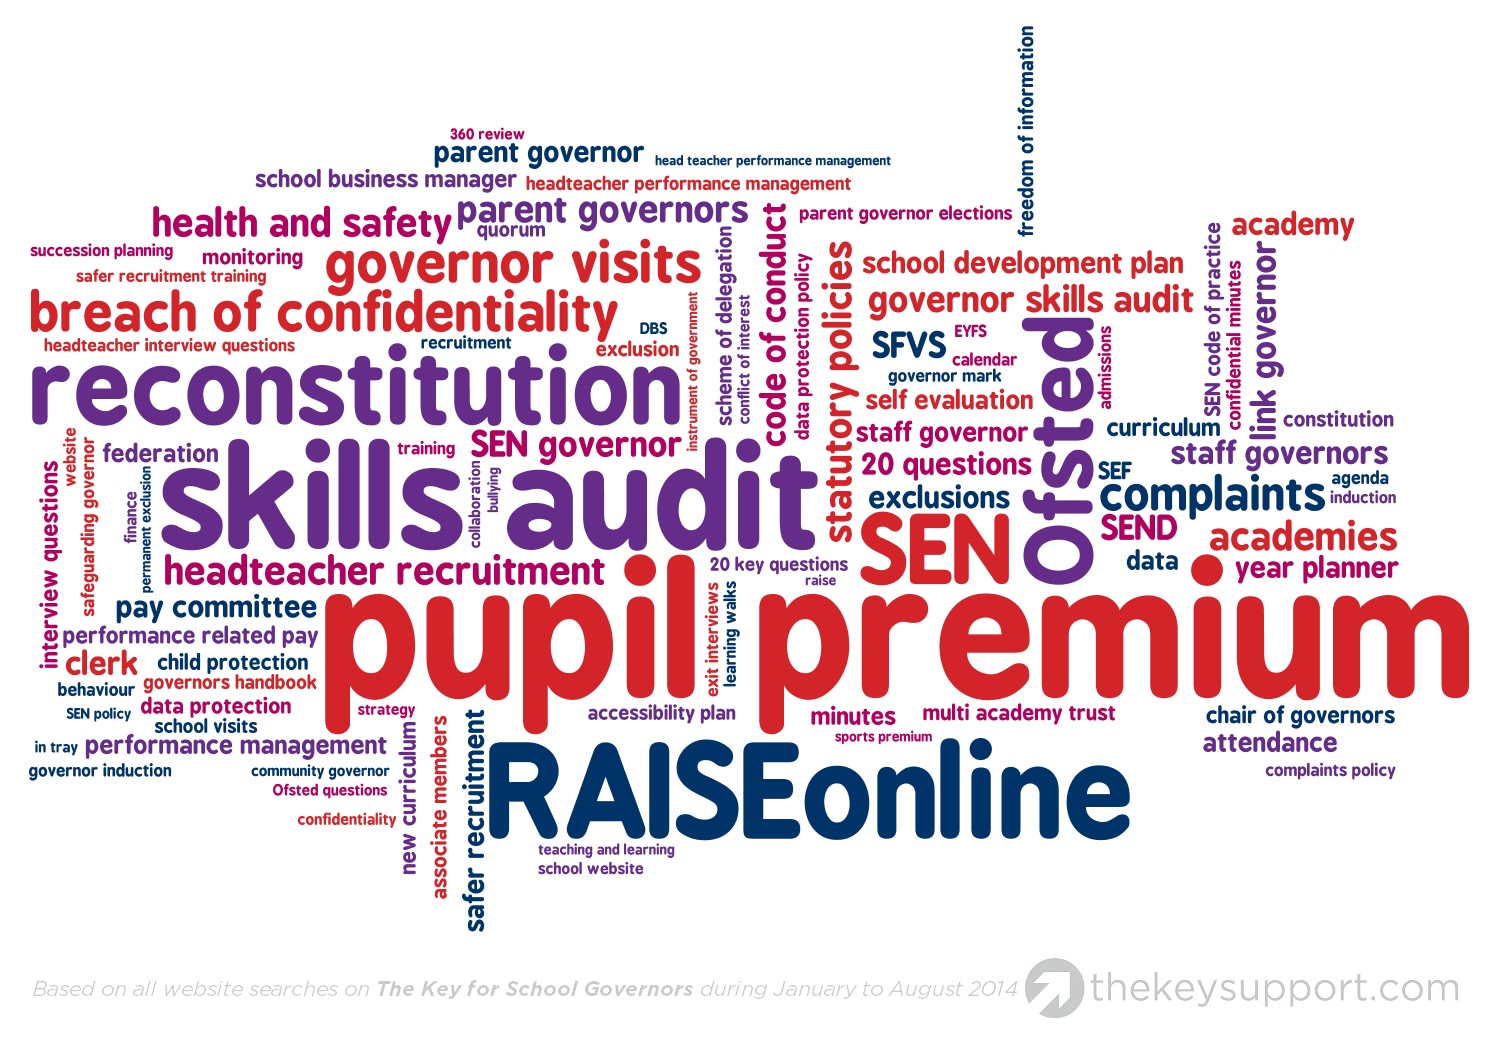 freedom of information
360 review
parent governor
head teacher performance management
school business manager
headteacher performance management
health and safety
parent governors
quorum
code of conduct
parent governor elections
academy
succession planning
monitoring
safer recruitment training
governor visits
scheme of delegation
data protection policy
statutory policies
school development plan
governor skills audit
SEN code of practice
confidential minutes
link governor
breach of confidentiality
DBS
instrument of government
conflict of interest
headteacher interview questions
recruitment
exclusion
SFVS
EYFS
calendar
governor mark
Ofsted
admissions
reconstitution
self evaluation
website
safeguarding governor
federation
training
SEN governor
staff governor
curriculum
constitution
staff governors
interview questions
finance
permanent exclusion
skills audit
collaboration
bullying
20 questions
SEF
agenda
exclusions
complaints
induction
SEN
SEND
academies
headteacher recruitment
20 key questions
raise
data
year planner
pay committee
pupil premium
exit interviews
learning walks
performance related pay
clerk
child protection
governors handbook
behaviour
data protection
SEN policy
school visits
strategy
accessibility plan
minutes
multi academy trust
chair of governors
sports premium
in tray
performance management
attendance
governor induction
community governor
complaints policy
Ofsted questions
confidentiality
new curriculum
associate members
safer recruitment
RAISEonline
teaching and learning
school website
Based on all website searches on The Key for School Governors during January to August 2014
thekeysupport.com